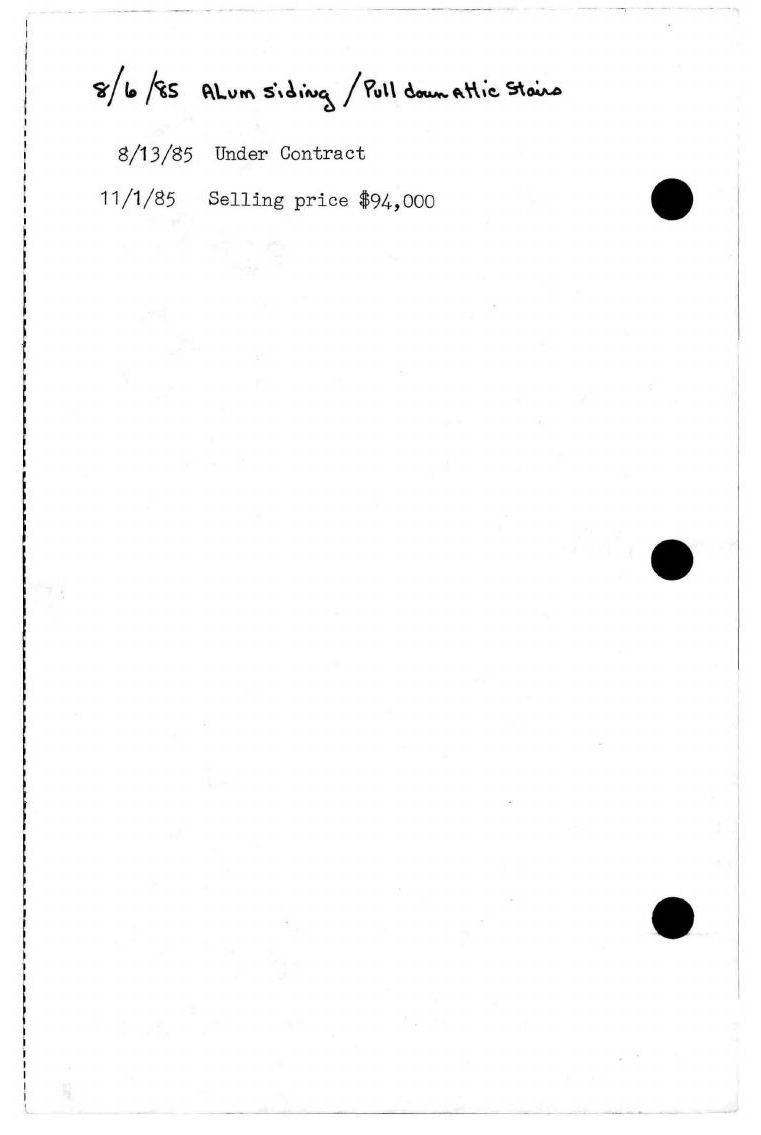 8/6/85 ALum siding / Pull down Attic Stairs
8/13/85 Under Contract
11/1/85 Selling price $94,000